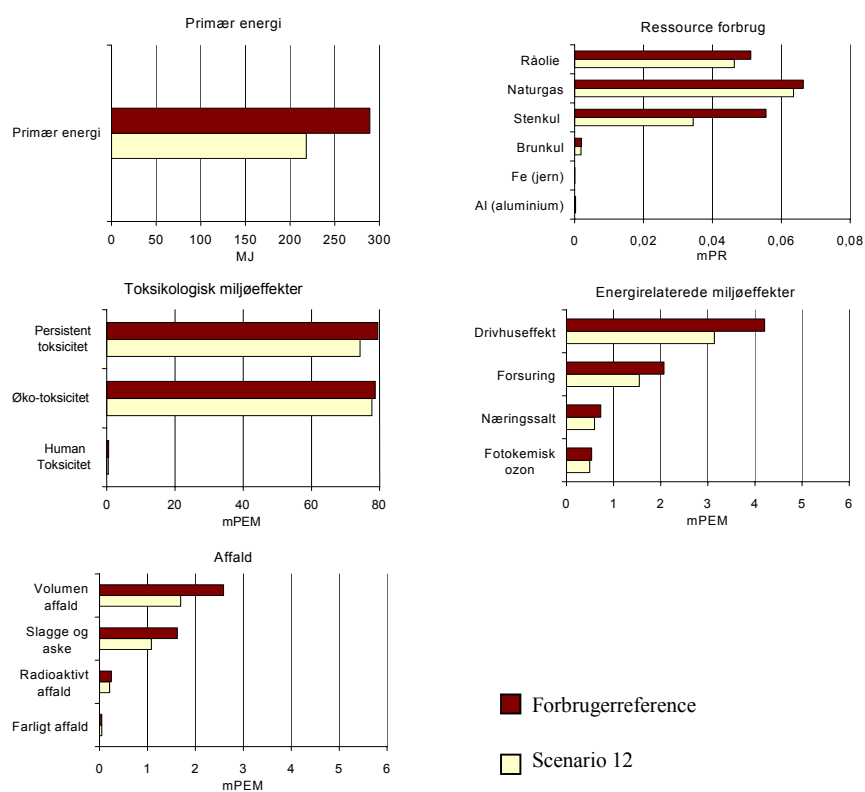 Primær energi
Primær energi
0 50 100 150 200 250 300
MJ
Ressource forbrug
Råolie
Naturgas
Stenkul
Brunkul
Fe (jern)
Al (aluminium)
0 0,02 0,04 0,06 0,08
mPR
Toksikologisk miljøeffekter
Persistent
toksicitet
Øko-toksicitet
Human
Toksicitet
0 20 40 60 80
mPEM
Energirelaterede miljøeffekter
Drivhuseffekt
Forsuring
Næringssalt
Fotokemisk
ozon
0 1 2 3 4 5 6
mPEM
Affald
Volumen
affald
Slagge og
aske
Radioaktivt
affald
Farligt affald
0 1 2 3 4 5 6
mPEM
Forbrugerreference
Scenario 12